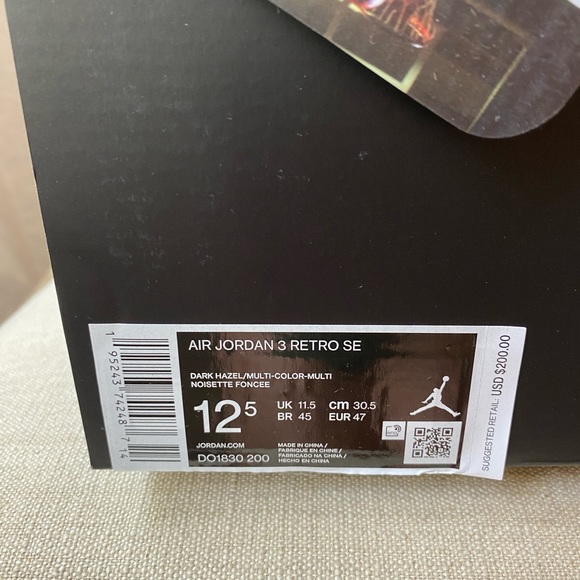 AIR JORDAN 3 RETRO SE
DARK HAZEL/MULTI-COLOR-MULTI
NOISETTE FONCEE
12.5
UK 11.5 cm 30.5
BR 45 EUR 47
JORDAN.COM
DO1830 200
MADE IN CHINA /
FABRIQUE EN CHINE /
FABRICADO NA CHINA /
HECHO EN CHINA
SUGGESTED RETAIL: USD $200.00
1 95243 74248 714